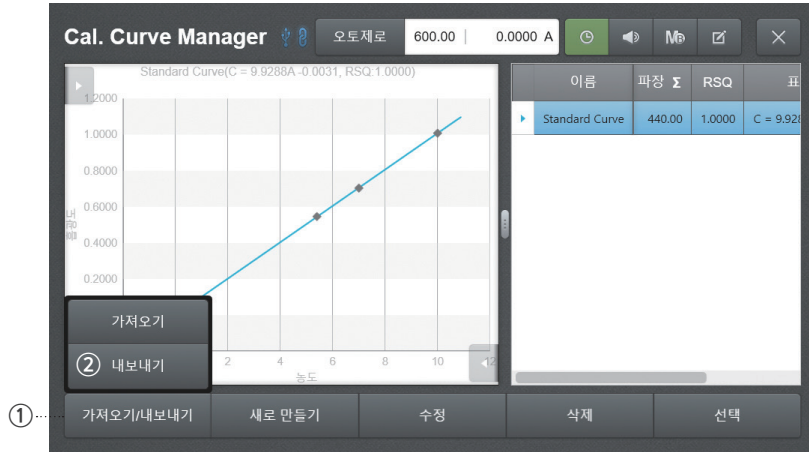 Cal. Curve Manager
오토제로
600.00 0.0000 A
Standard Curve(C = 9.9288A -0.0031, RSQ:1.0000)
1.2000
1.0000
0.8000
0.6000
0.4000
0.2000
흡광도
2 4 6 8 10 12
농도
이름 파장 Σ RSQ 표
Standard Curve 440.00 1.0000 C = 9.928
가져오기
② 내보내기
① 가져오기/내보내기 새로 만들기 수정 삭제 선택